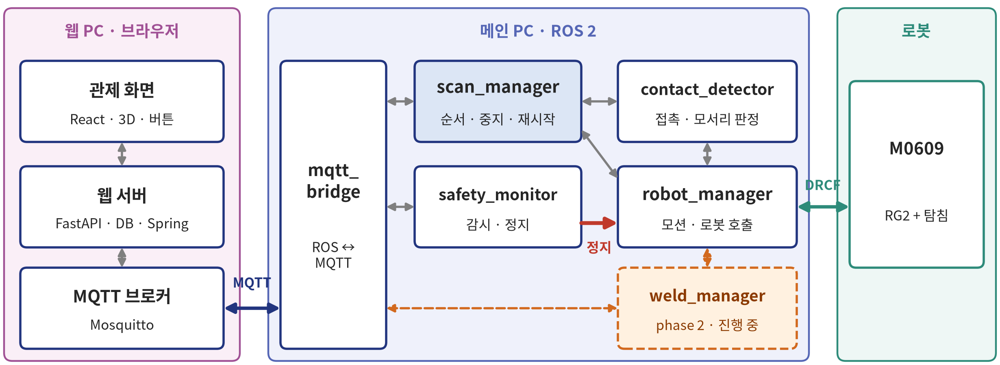 웹 PC · 브라우저
관제 화면
React · 3D · 버튼
웹 서버
FastAPI · DB · Spring
MQTT 브로커
Mosquitto
MQTT
메인 PC · ROS 2
mqtt_
bridge
ROS ↔
MQTT
scan_manager
순서 · 중지 · 재시작
contact_detector
접촉 · 모서리 판정
safety_monitor
감시 · 정지
정지
robot_manager
모션 · 로봇 호출
weld_manager
phase 2 · 진행 중
DRCF
로봇
M0609
RG2 + 탐침